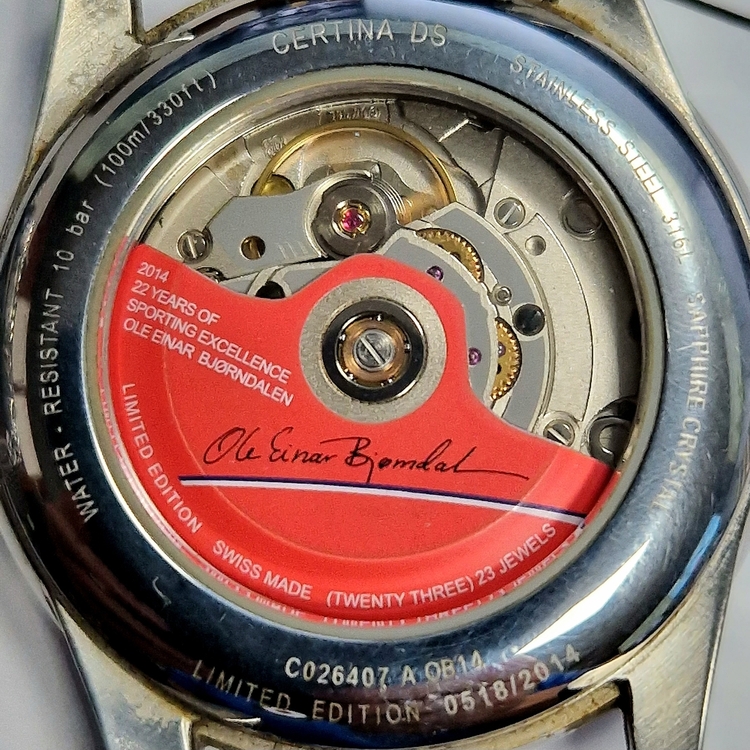 CERTINA DS
STAINLESS STEEL 316L
SAPPHIRE CRYSTAL
WATER - RESISTANT 10 bar (100m/330ft)
2014
22 YEARS OF
SPORTING EXCELLENCE
OLE EINAR BJØRNDALEN
Ole Einar Bjørndal
LIMITED EDITION SWISS MADE (TWENTY THREE) 23 JEWELS
C026407 A OB14
LIMITED EDITION 0518/2014